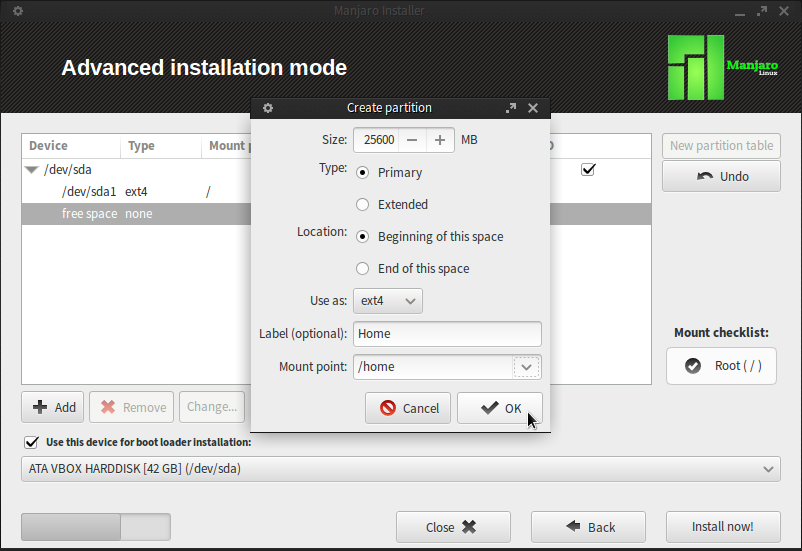 Manjaro Installer
Advanced installation mode
Manjaro
Linux
Create partition
Size: 25600 MB
Type: Primary
Extended
Location: Beginning of this space
End of this space
Use as: ext4
Label (optional): Home
Mount point: /home
Cancel OK
Device Type Mount p
/dev/sda
/dev/sda1 ext4 /
free space none
New partition table
Undo
Mount checklist:
Root ( / )
Add Remove Change...
Use this device for boot loader installation:
ATA VBOX HARDDISK [42 GB] (/dev/sda)
Close Back Install now!